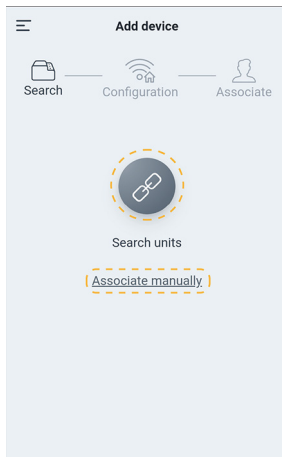 Add device
Search
Configuration
Associate
Search units
Associate manually